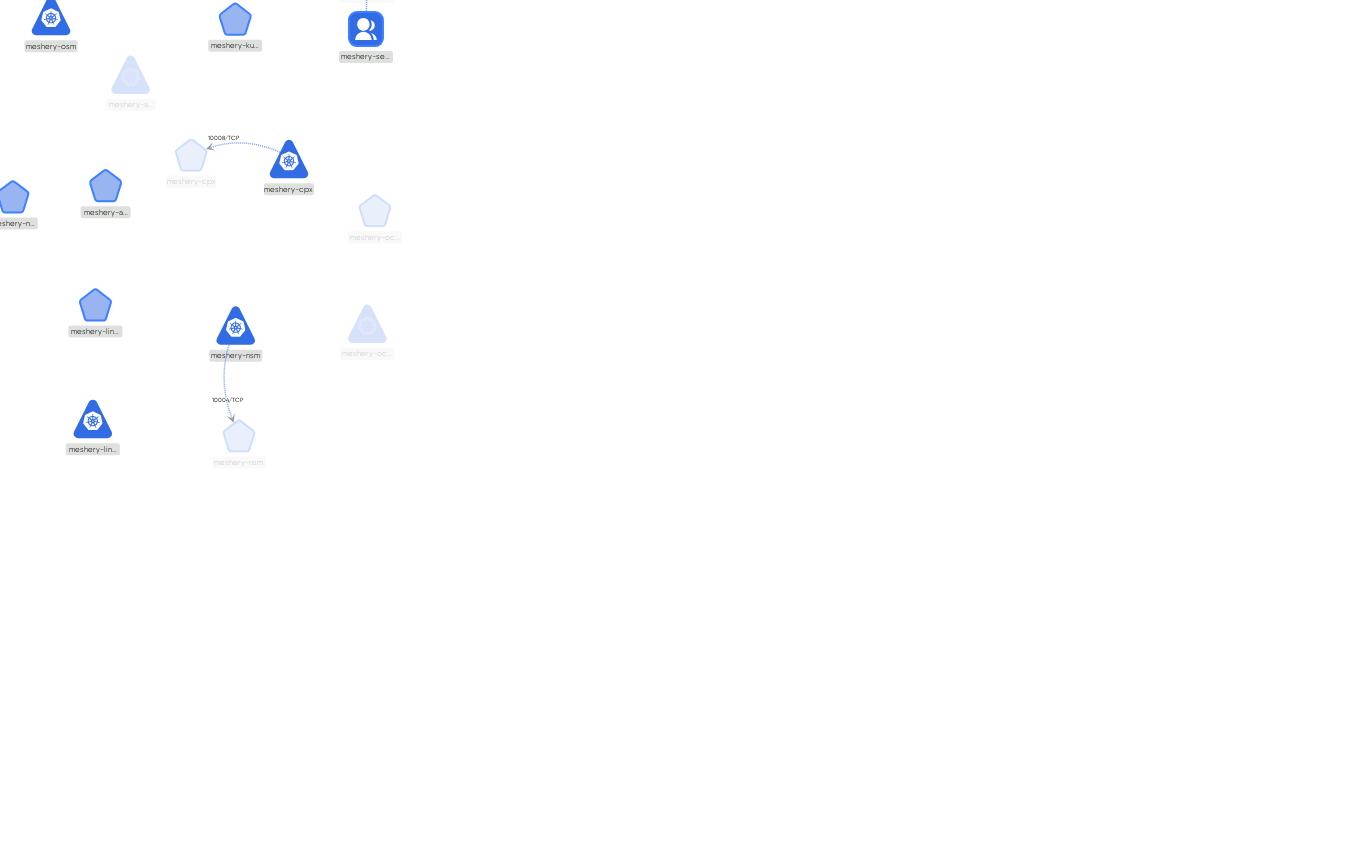 meshery-osm
meshery-ku...
meshery-se...
meshery-a...
10008/TCP
meshery-cpx
meshery-cpx
meshery-a...
eshery-n...
meshery-oc...
meshery-lin...
meshery-nsm
meshery-oc...
10004/TCP
meshery-lin...
meshery-nsm